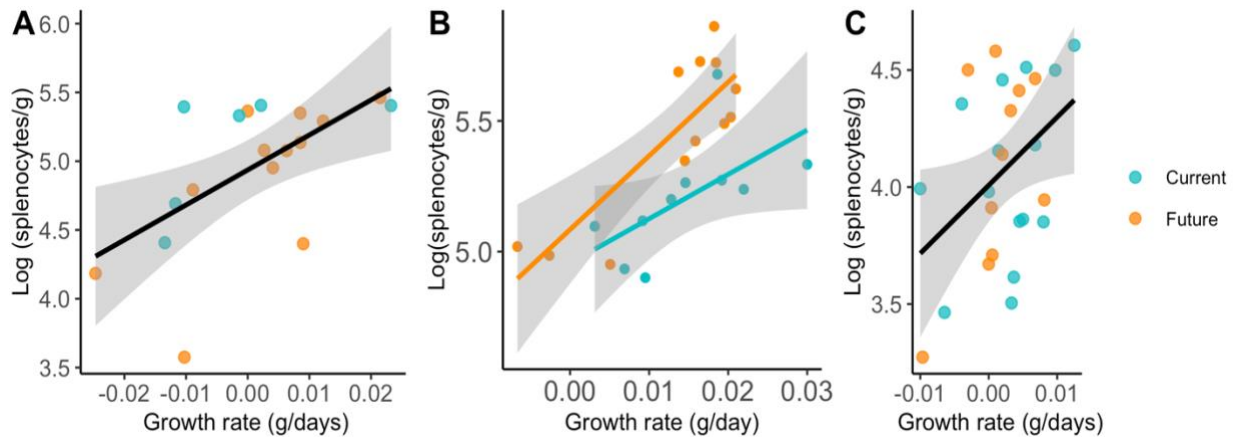 A
Log (splenocytes/g)
6.0
5.5
5.0
4.5
4.0
3.5
-0.02 -0.01 0.00 0.01 0.02
Growth rate (g/days)
B
Log(splenocytes/g)
5.5
5.0
0.00 0.01 0.02 0.03
Growth rate (g/day)
C
Log (splenocytes/g)
4.5
4.0
3.5
-0.01 0.00 0.01
Growth rate (g/days)
Current
Future